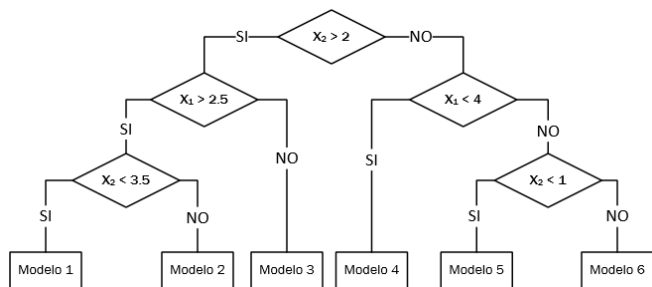 X₂ > 2
SI
NO
X₁ > 2.5
X₁ < 4
SI
NO
SI
NO
X₂ < 3.5
X₂ < 1
SI
NO
SI
NO
Modelo 1
Modelo 2
Modelo 3
Modelo 4
Modelo 5
Modelo 6